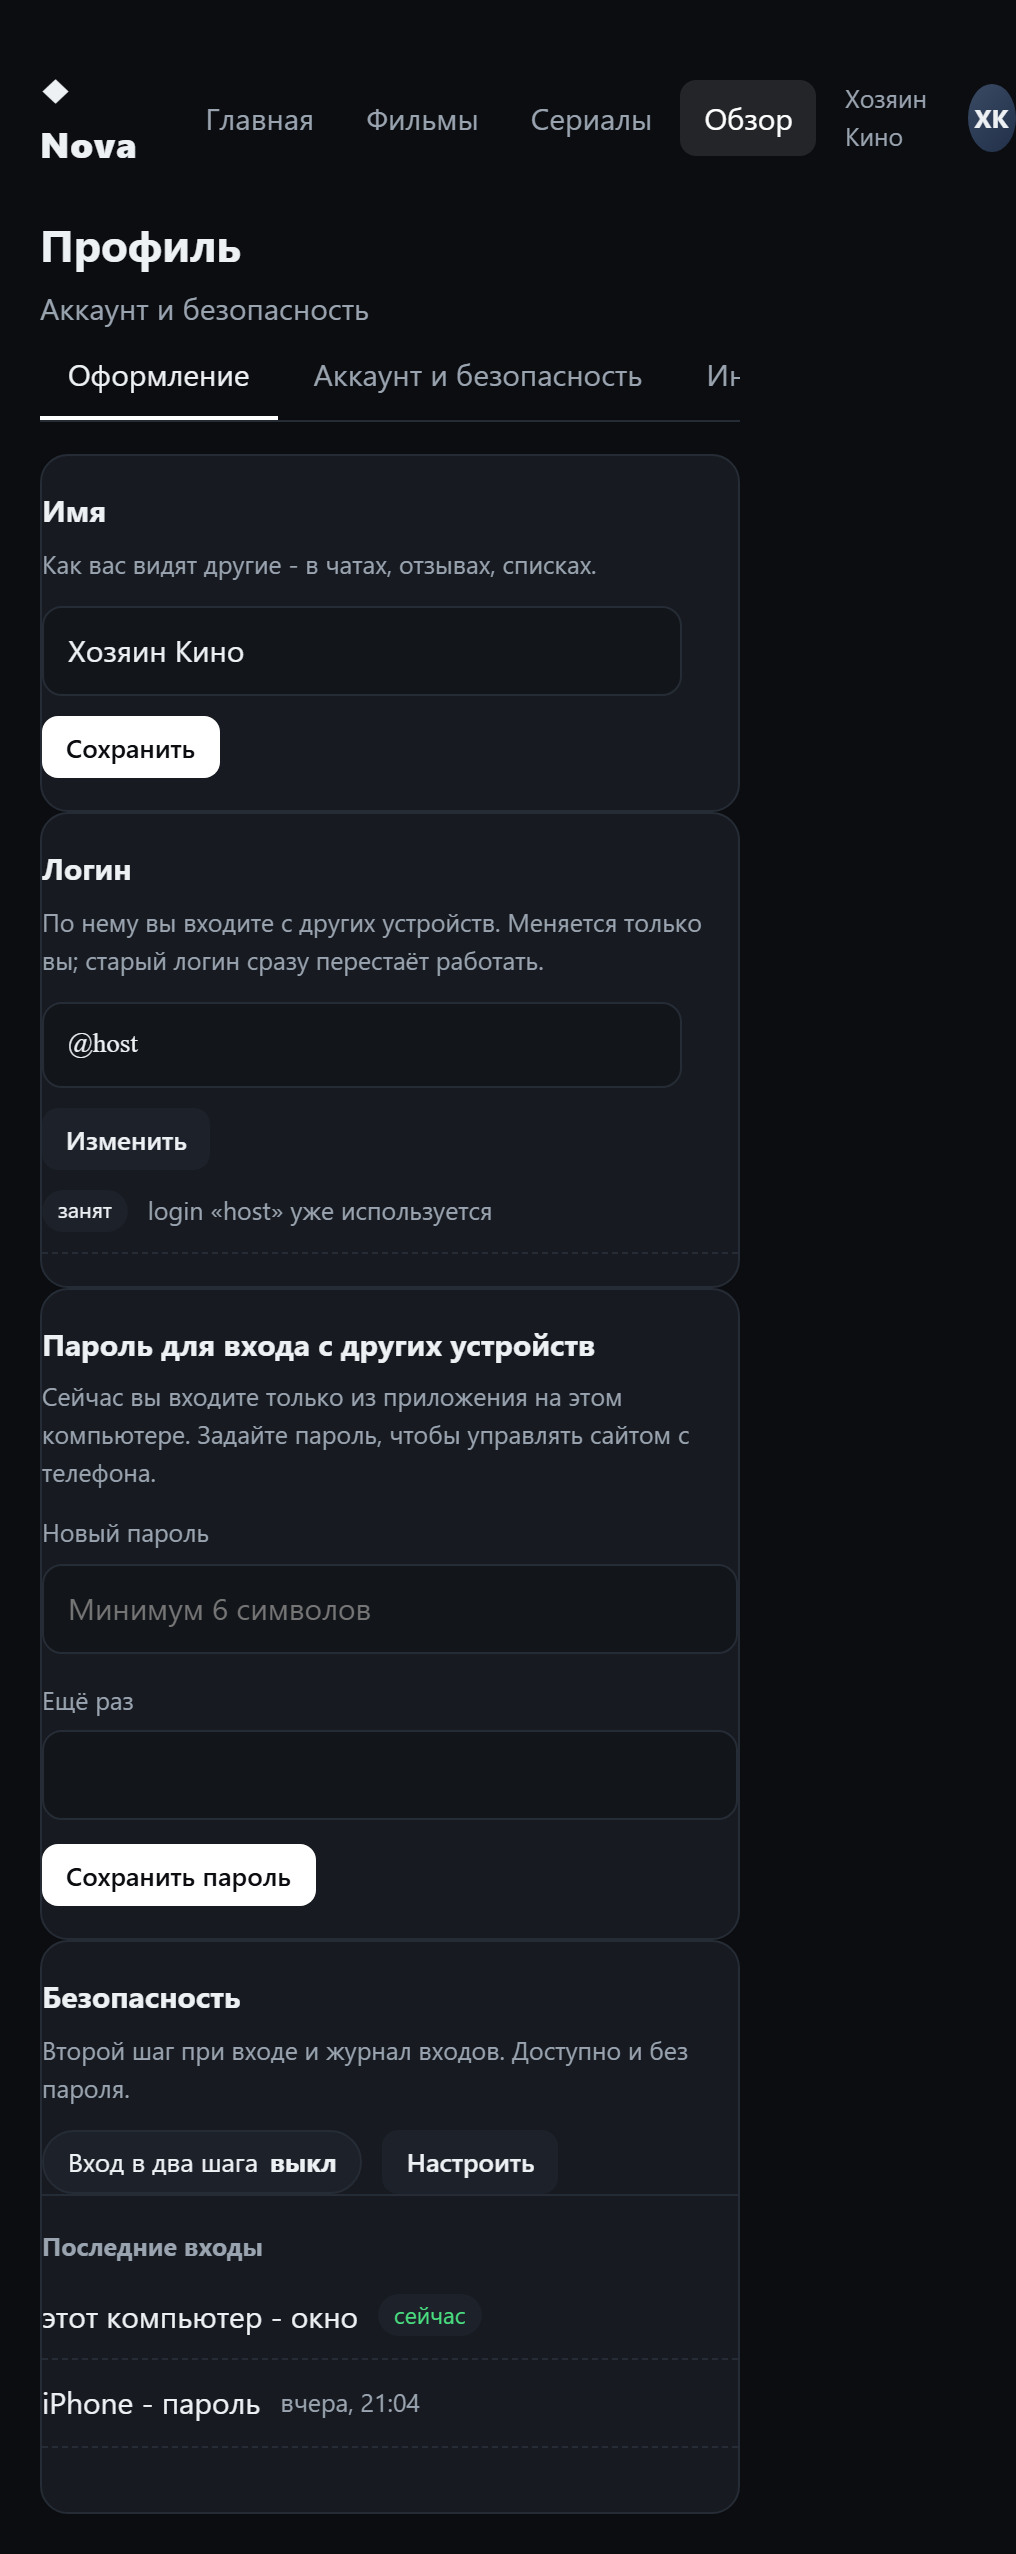 ◆
Nova
Главная
Фильмы
Сериалы
Обзор
Хозяин
Кино
ХК
Профиль
Аккаунт и безопасность
Оформление
Аккаунт и безопасность
Имя
Как вас видят другие - в чатах, отзывах, списках.
Хозяин Кино
Сохранить
Логин
По нему вы входите с других устройств. Меняется только
вы; старый логин сразу перестаёт работать.
@host
Изменить
занят login «host» уже используется
Пароль для входа с других устройств
Сейчас вы входите только из приложения на этом
компьютере. Задайте пароль, чтобы управлять сайтом с
телефона.
Новый пароль
Минимум 6 символов
Ещё раз
Сохранить пароль
Безопасность
Второй шаг при входе и журнал входов. Доступно и без
пароля.
Вход в два шага выкл
Настроить
Последние входы
этот компьютер - окно сейчас
iPhone - пароль вчера, 21:04